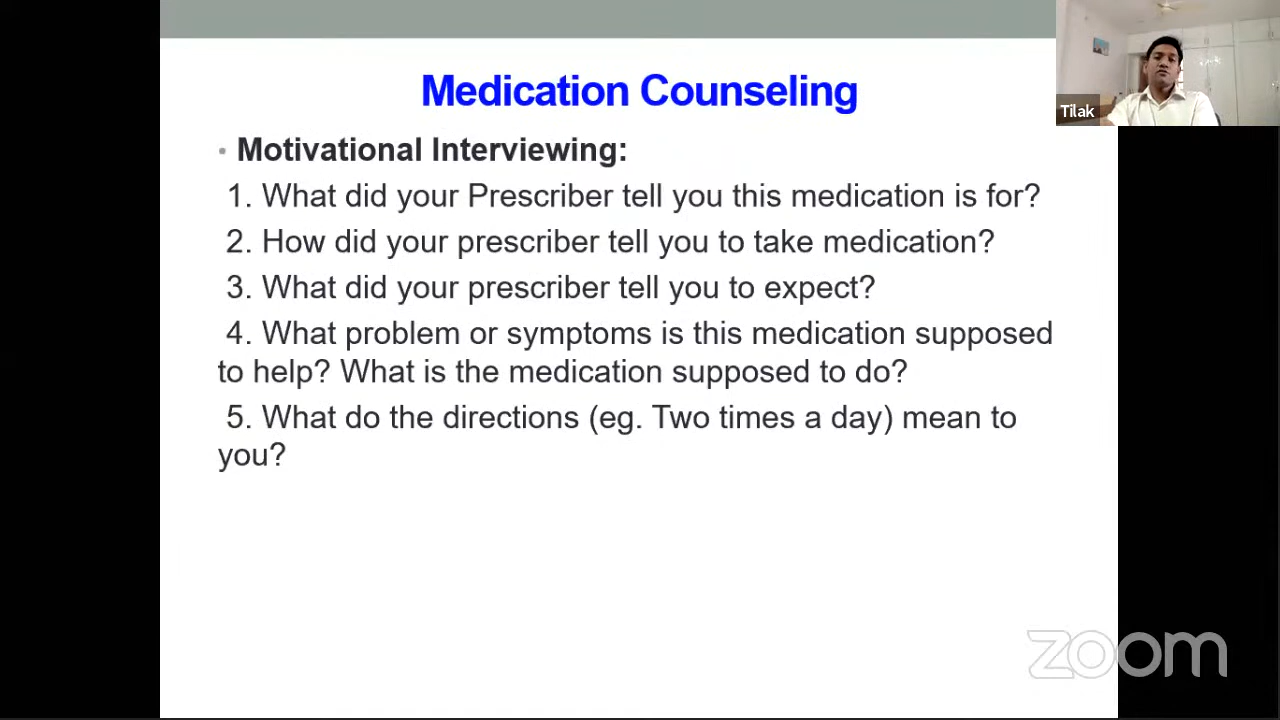 Medication Counseling
• Motivational Interviewing:
1. What did your Prescriber tell you this medication is for?
2. How did your prescriber tell you to take medication?
3. What did your prescriber tell you to expect?
4. What problem or symptoms is this medication supposed
to help? What is the medication supposed to do?
5. What do the directions (eg. Two times a day) mean to
you?
Tilak
zoom